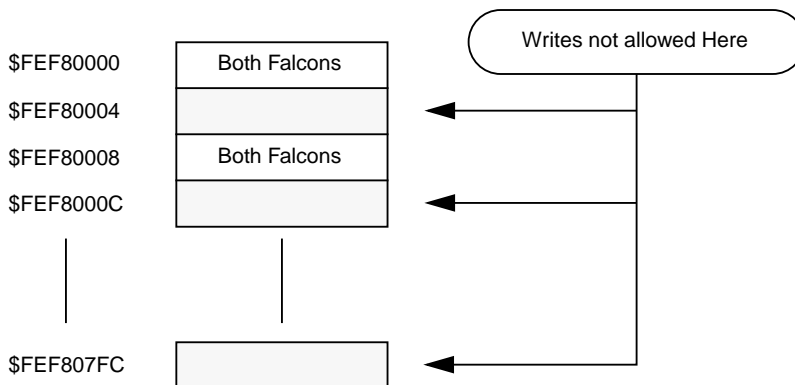 Writes not allowed Here
$FEF80000 Both Falcons
$FEF80004
$FEF80008 Both Falcons
$FEF8000C
$FEF807FC